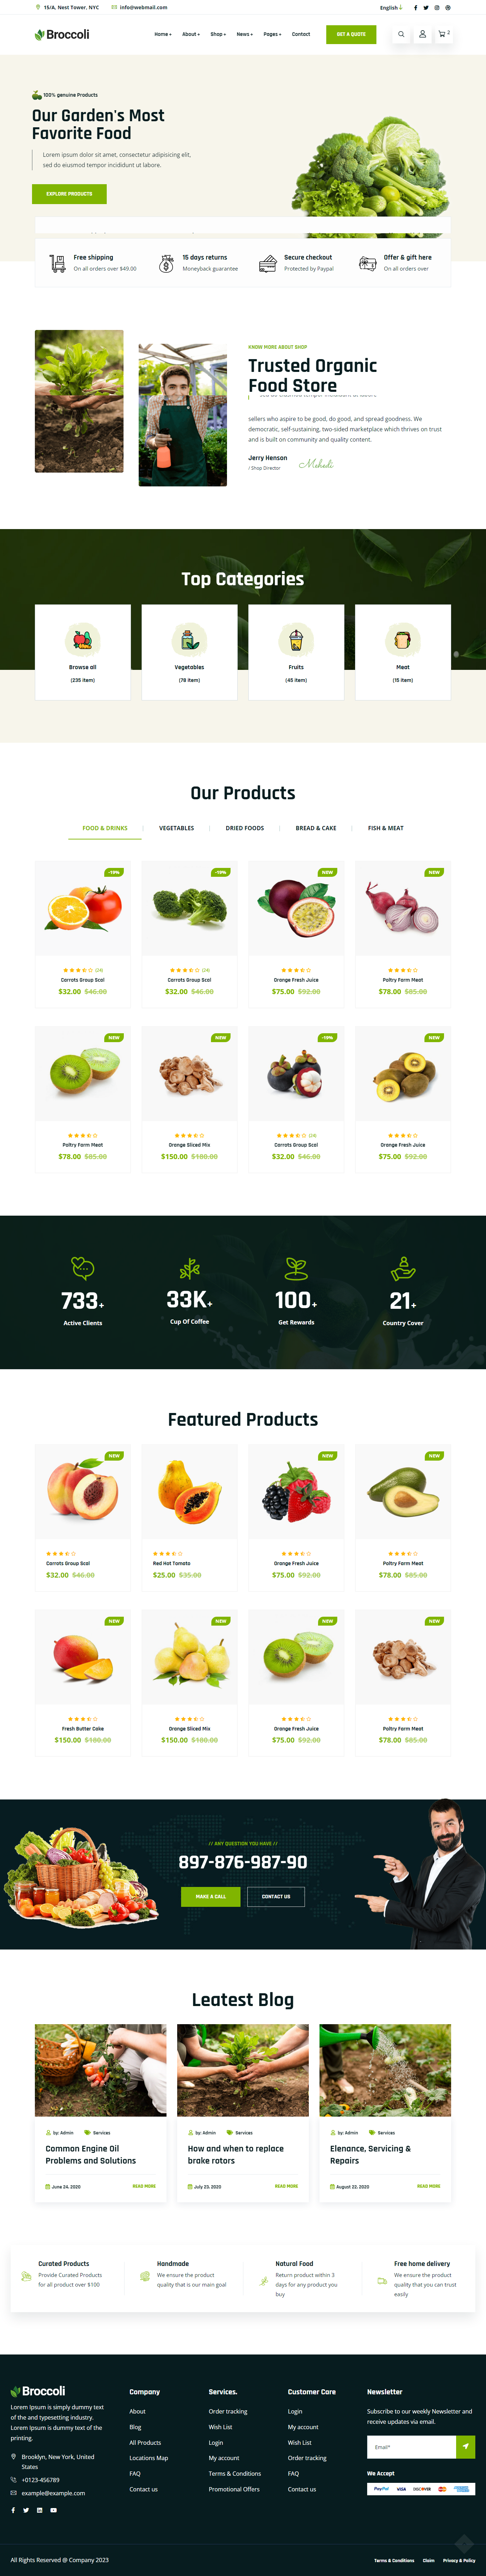 15/A, Nest Tower, NYC
info@webmail.com
English
Broccoli
Home +
About +
Shop +
News +
Pages +
Contact
GET A QUOTE
2
100% genuine Products
Our Garden's Most
Favorite Food
Lorem ipsum dolor sit amet, consectetur adipisicing elit,
sed do eiusmod tempor incididunt ut labore.
EXPLORE PRODUCTS
Free shipping
On all orders over $49.00
15 days returns
Moneyback guarantee
Secure checkout
Protected by Paypal
Offer & gift here
On all orders over
KNOW MORE ABOUT SHOP
Trusted Organic
Food Store
sed do eiusmod tempor incididunt ut labore
sellers who aspire to be good, do good, and spread goodness. We
democratic, self-sustaining, two-sided marketplace which thrives on trust
and is built on community and quality content.
Jerry Henson
/ Shop Director
Mehedi
Top Categories
Browse all
(235 item)
Vegetables
(78 item)
Fruits
(45 item)
Meat
(15 item)
Our Products
FOOD & DRINKS
VEGETABLES
DRIED FOODS
BREAD & CAKE
FISH & MEAT
-19%
-19%
NEW
NEW
(24)
(24)
Carrots Group Scal
Carrots Group Scal
Orange Fresh Juice
Poltry Farm Meat
$32.00 $46.00
$32.00 $46.00
$75.00 $92.00
$78.00 $85.00
NEW
NEW
-19%
NEW
(24)
Poltry Farm Meat
Orange Sliced Mix
Carrots Group Scal
Orange Fresh Juice
$78.00 $85.00
$150.00 $180.00
$32.00 $46.00
$75.00 $92.00
733+
Active Clients
33K+
Cup Of Coffee
100+
Get Rewards
21+
Country Cover
Featured Products
NEW
NEW
NEW
Carrots Group Scal
Red Hot Tomato
Orange Fresh Juice
Poltry Farm Meat
$32.00 $46.00
$25.00 $35.00
$75.00 $92.00
$78.00 $85.00
NEW
NEW
NEW
NEW
Fresh Butter Cake
Orange Sliced Mix
Orange Fresh Juice
Poltry Farm Meat
$150.00 $180.00
$150.00 $180.00
$75.00 $92.00
$78.00 $85.00
// ANY QUESTION YOU HAVE //
897-876-987-90
MAKE A CALL
CONTACT US
Leatest Blog
by: Admin
Services
Common Engine Oil
Problems and Solutions
June 24, 2020
READ MORE
by: Admin
Services
How and when to replace
brake rotors
July 23, 2020
READ MORE
by: Admin
Services
Elenance, Servicing &
Repairs
August 22, 2020
READ MORE
Curated Products
Provide Curated Products
for all product over $100
Handmade
We ensure the product
quality that is our main goal
Natural Food
Return product within 3
days for any product you
buy
Free home delivery
We ensure the product
quality that you can trust
easily
Broccoli
Lorem Ipsum is simply dummy text
of the and typesetting industry.
Lorem Ipsum is dummy text of the
printing.
Brooklyn, New York, United
States
+0123-456789
example@example.com
Company
About
Blog
All Products
Locations Map
FAQ
Contact us
Services.
Order tracking
Wish List
Login
My account
Terms & Conditions
Promotional Offers
Customer Care
Login
My account
Wish List
Order tracking
FAQ
Contact us
Newsletter
Subscribe to our weekly Newsletter and
receive updates via email.
Email*
We Accept
PayPal
VISA
DISCOVER
All Rights Reserved @ Company 2023
Terms & Conditions
Claim
Privacy & Policy